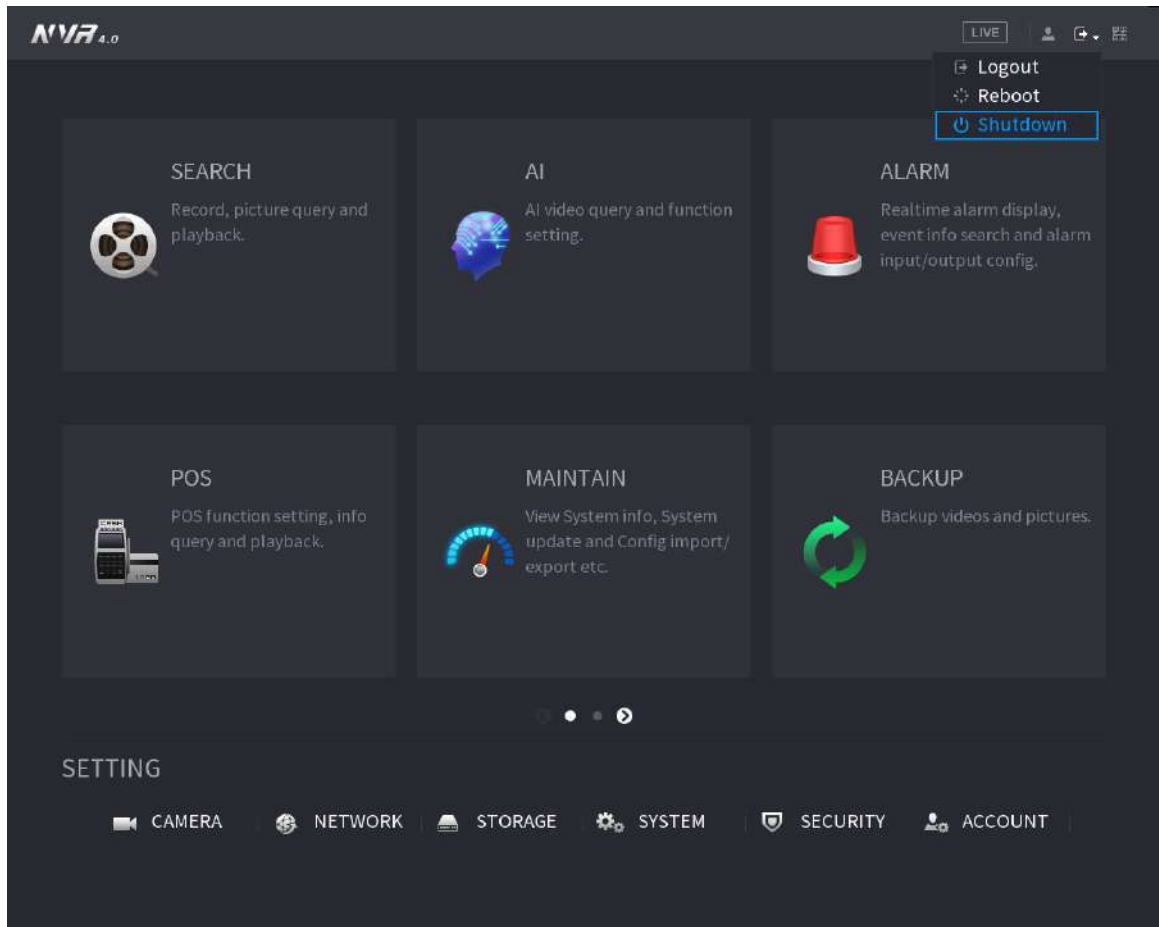 NVR 4.0
LIVE
Logout
Reboot
Shutdown
SEARCH
Record, picture query and
playback.
AI
AI video query and function
setting.
ALARM
Realtime alarm display,
event info search and alarm
input/output config.
POS
POS function setting, info
query and playback.
MAINTAIN
View System info, System
update and Config import/
export etc.
BACKUP
Backup videos and pictures.
SETTING
CAMERA
NETWORK
STORAGE
SYSTEM
SECURITY
ACCOUNT